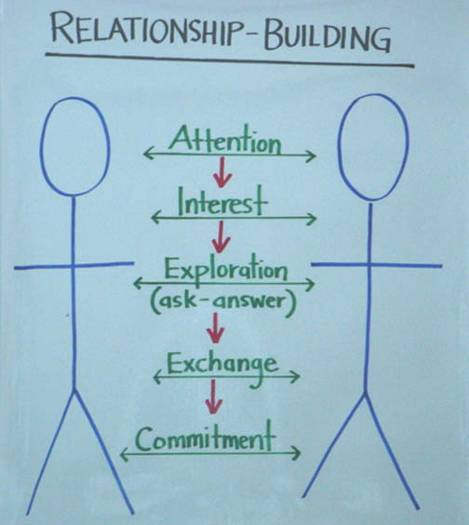 RELATIONSHIP-BUILDING
Attention
Interest
Exploration
(ask-answer)
Exchange
Commitment